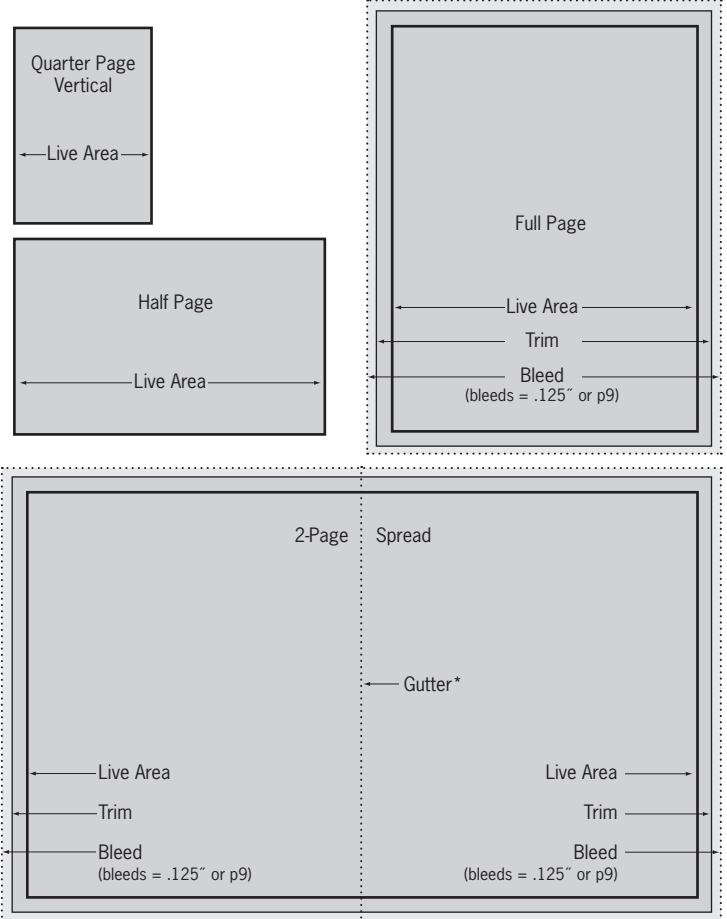 Quarter Page
Vertical
Live Area
Half Page
Live Area
Full Page
Live Area
Trim
Bleed
(bleeds = .125˝ or p9)
2-Page Spread
Gutter*
Live Area Live Area
Trim Trim
Bleed Bleed
(bleeds = .125˝ or p9) (bleeds = .125˝ or p9)